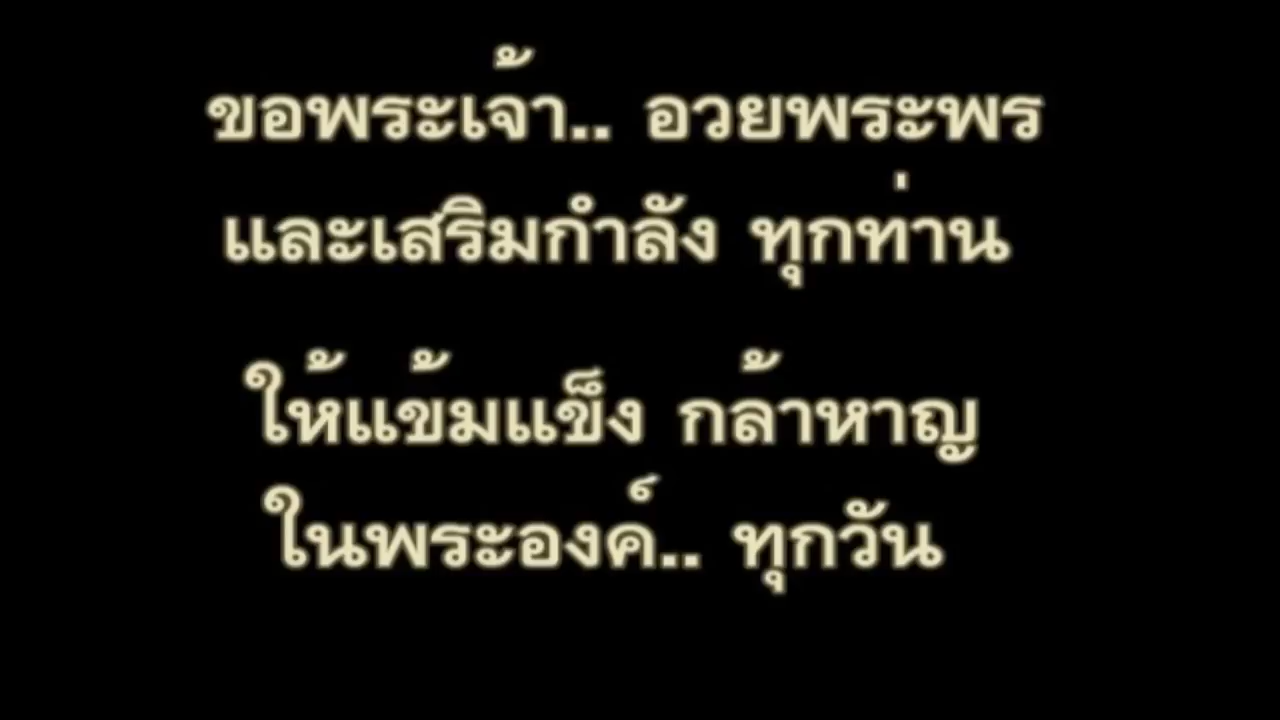 ขอพระเจ้า.. อวยพระพร
และเสริมกำลัง ทุกท่าน
ให้แข้มแข็ง กล้าหาญ
ในพระองค์.. ทุกวัน